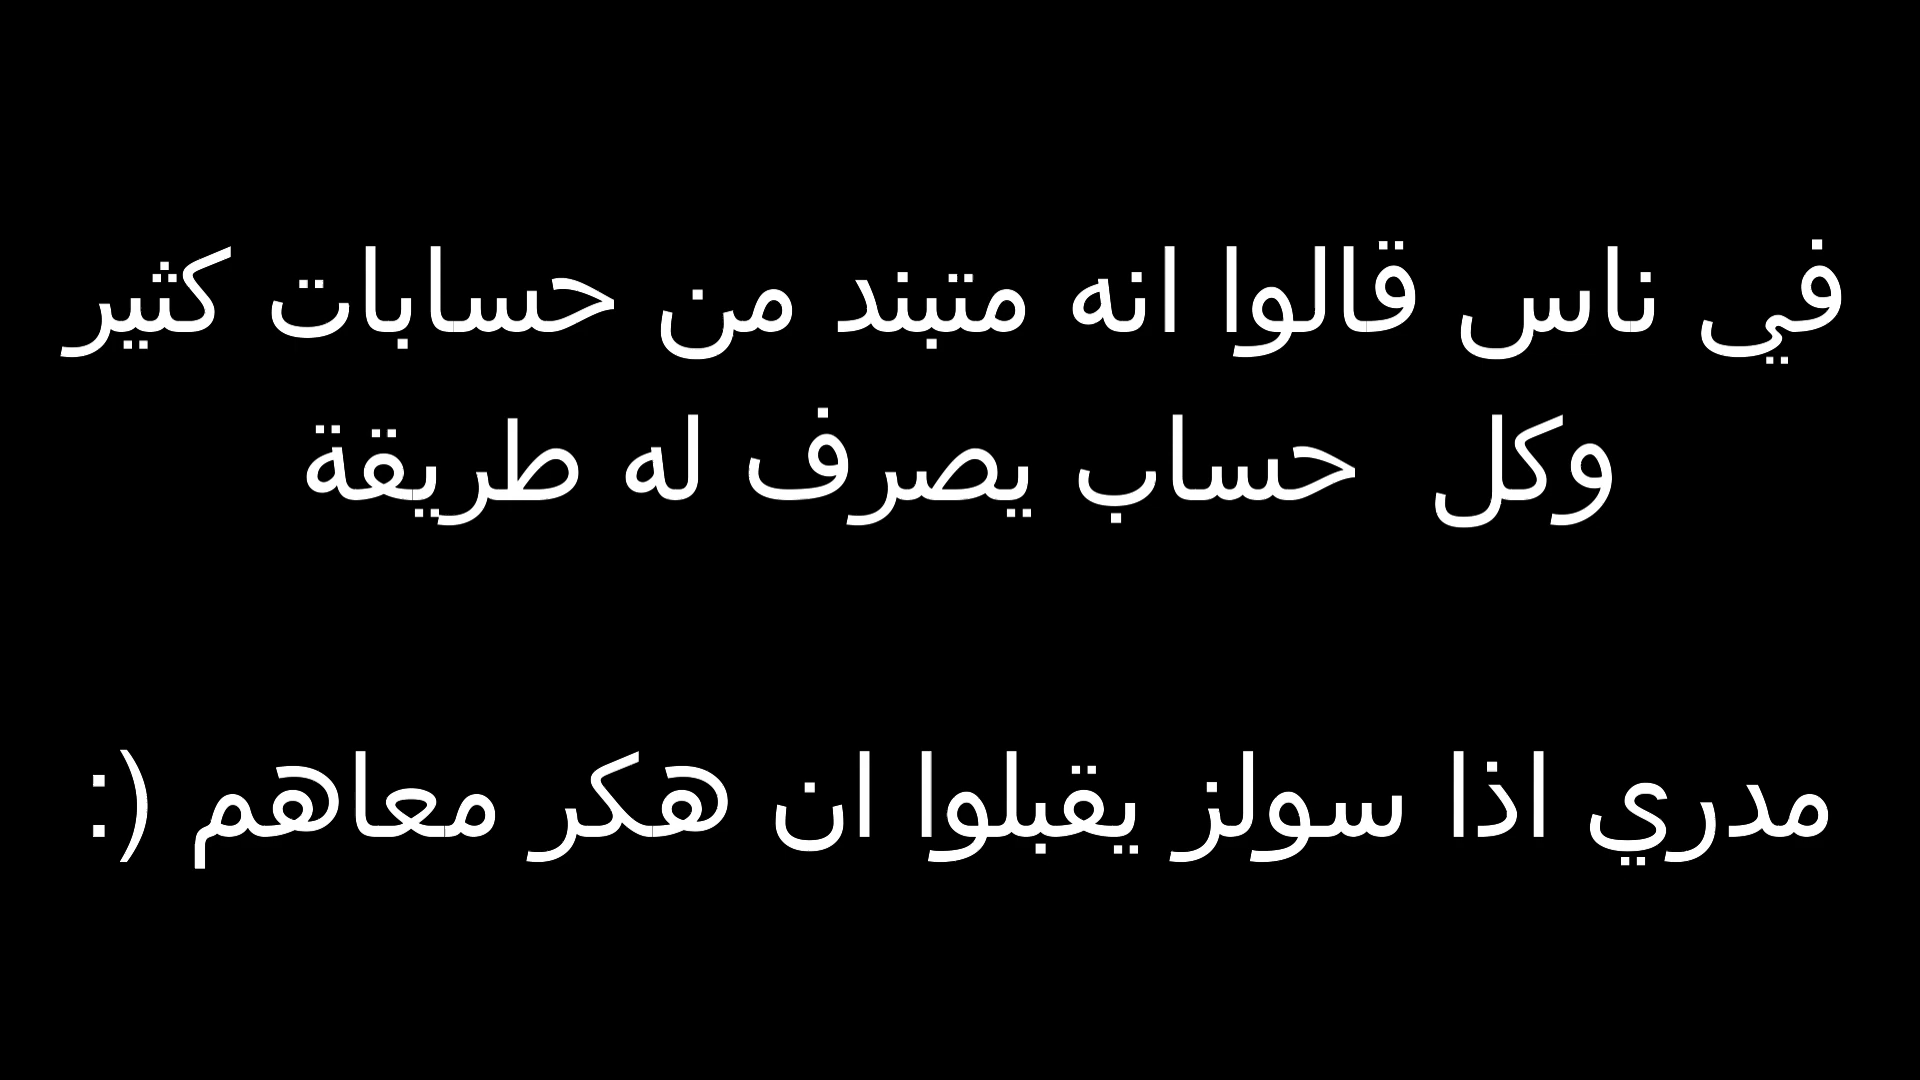 في ناس قالوا انه متبند من حسابات كثير
وكل  حساب يصرف له طريقة
مدري اذا سولز يقبلوا ان هكر معاهم (: